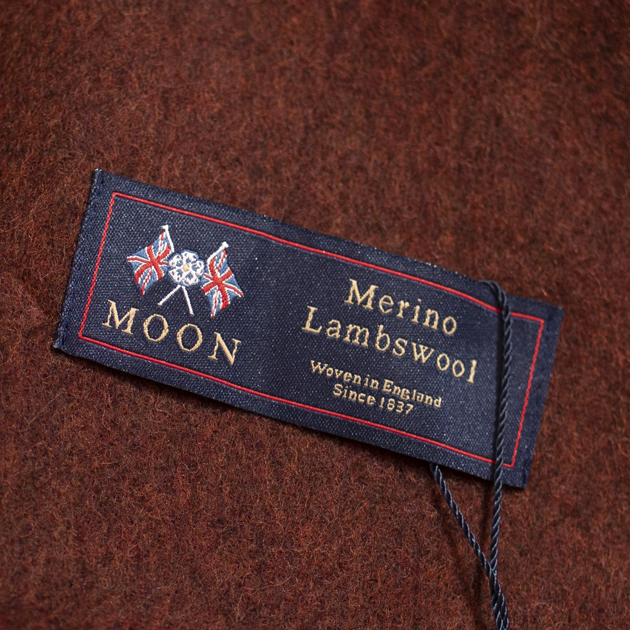 MOON
Merino
Lambswool
Woven in England
Since 1837